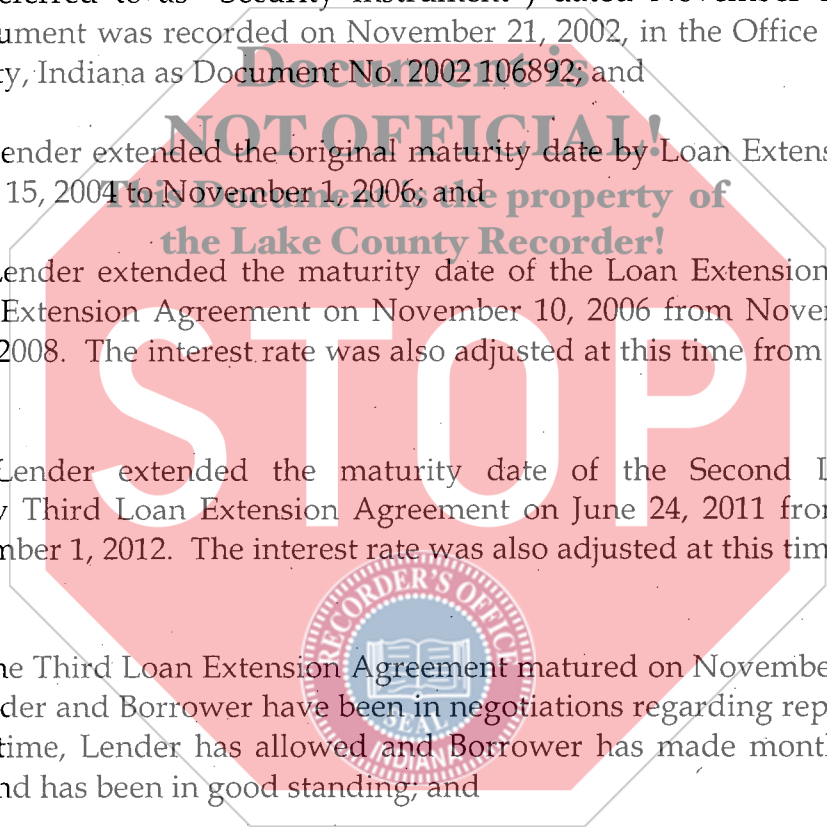 eferred to as "Security Instrument") dated November
ument was recorded on November 21, 2002, in the Office
ty, Indiana as Document No. 2002 106892; and
Document is
NOT OFFICIAL!
ender extended the original maturity date by Loan Extens
15, 2004 to November 1, 2006; and
This Document is the property of
the Lake County Recorder!
Lender extended the maturity date of the Loan Extension
Extension Agreement on November 10, 2006 from Nove
2008. The interest rate was also adjusted at this time from
STOP
Lender extended the maturity date of the Second L
y Third Loan Extension Agreement on June 24, 2011 fro
mber 1, 2012. The interest rate was also adjusted at this tim
RECORDER'S OFFICE
SEAL
INDIANA
he Third Loan Extension Agreement matured on Novembe
der and Borrower have been in negotiations regarding rep
time, Lender has allowed and Borrower has made mont
nd has been in good standing; and